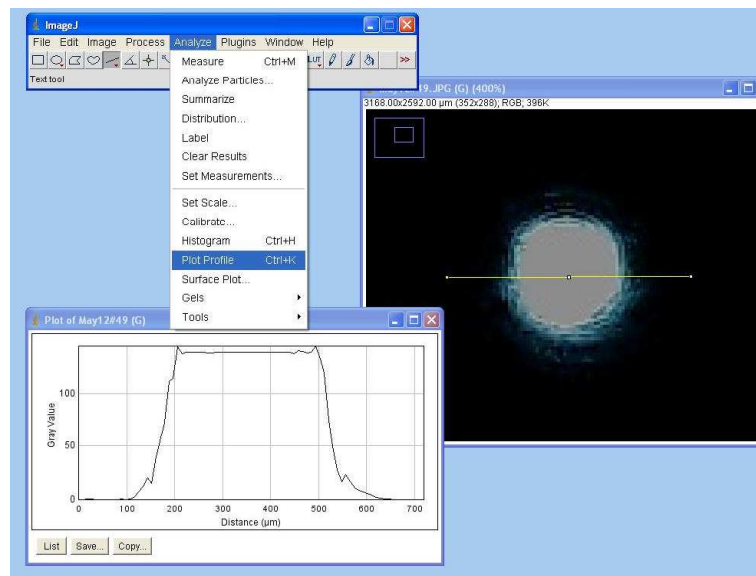 ImageJ
File Edit Image Process Analyze Plugins Window Help
LUT >>
Text tool
Measure Ctrl+M
Analyze Particles...
Summarize
Distribution...
Label
Clear Results
Set Measurements...
Set Scale...
Calibrate...
Histogram Ctrl+H
Plot Profile Ctrl+K
Surface Plot...
Gels
Tools
.JPG (G) (400%)
3168.00x2592.00 µm (352x288); RGB; 396K
Plot of May12#49 (G)
100
50
0
Gray Value
0 100 200 300 400 500 600 700
Distance (µm)
List Save... Copy...